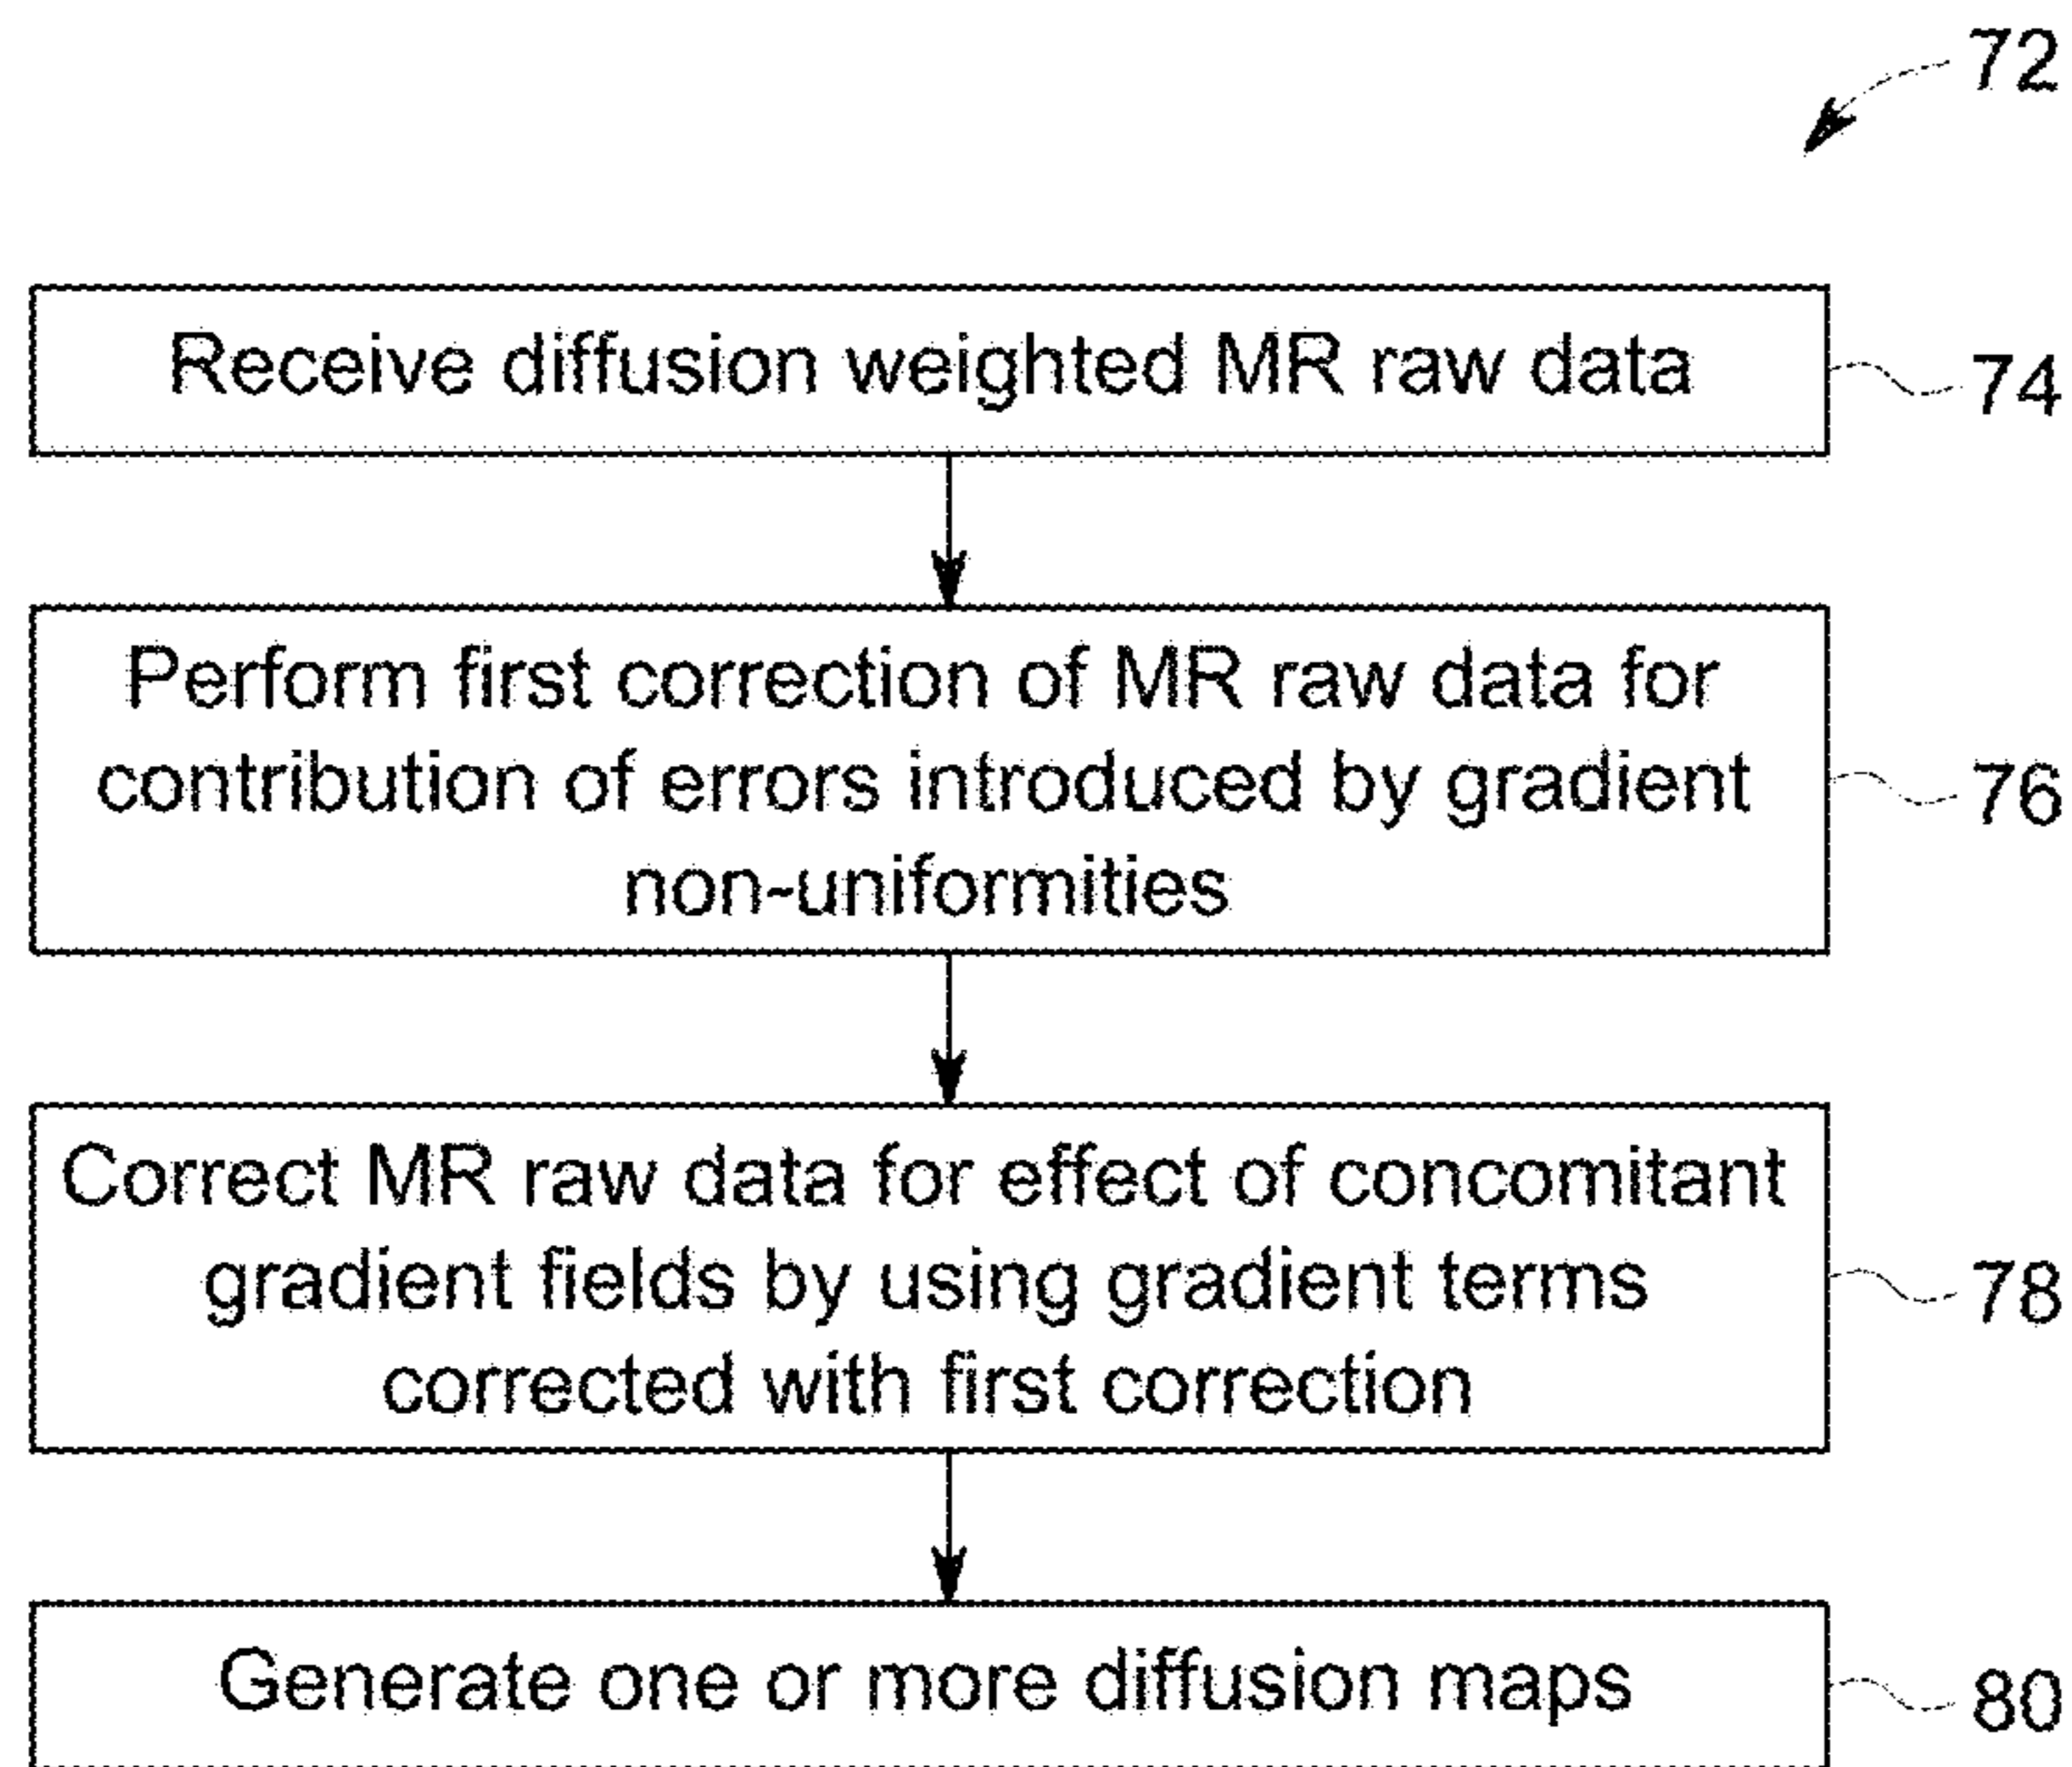 72
Receive diffusion weighted MR raw data
74
Perform first correction of MR raw data for
contribution of errors introduced by gradient
76
non-uniformities
Correct MR raw data for effect of concomitant
gradient fields by using gradient terms
78
corrected with first correction
Generate one or more diffusion maps
80